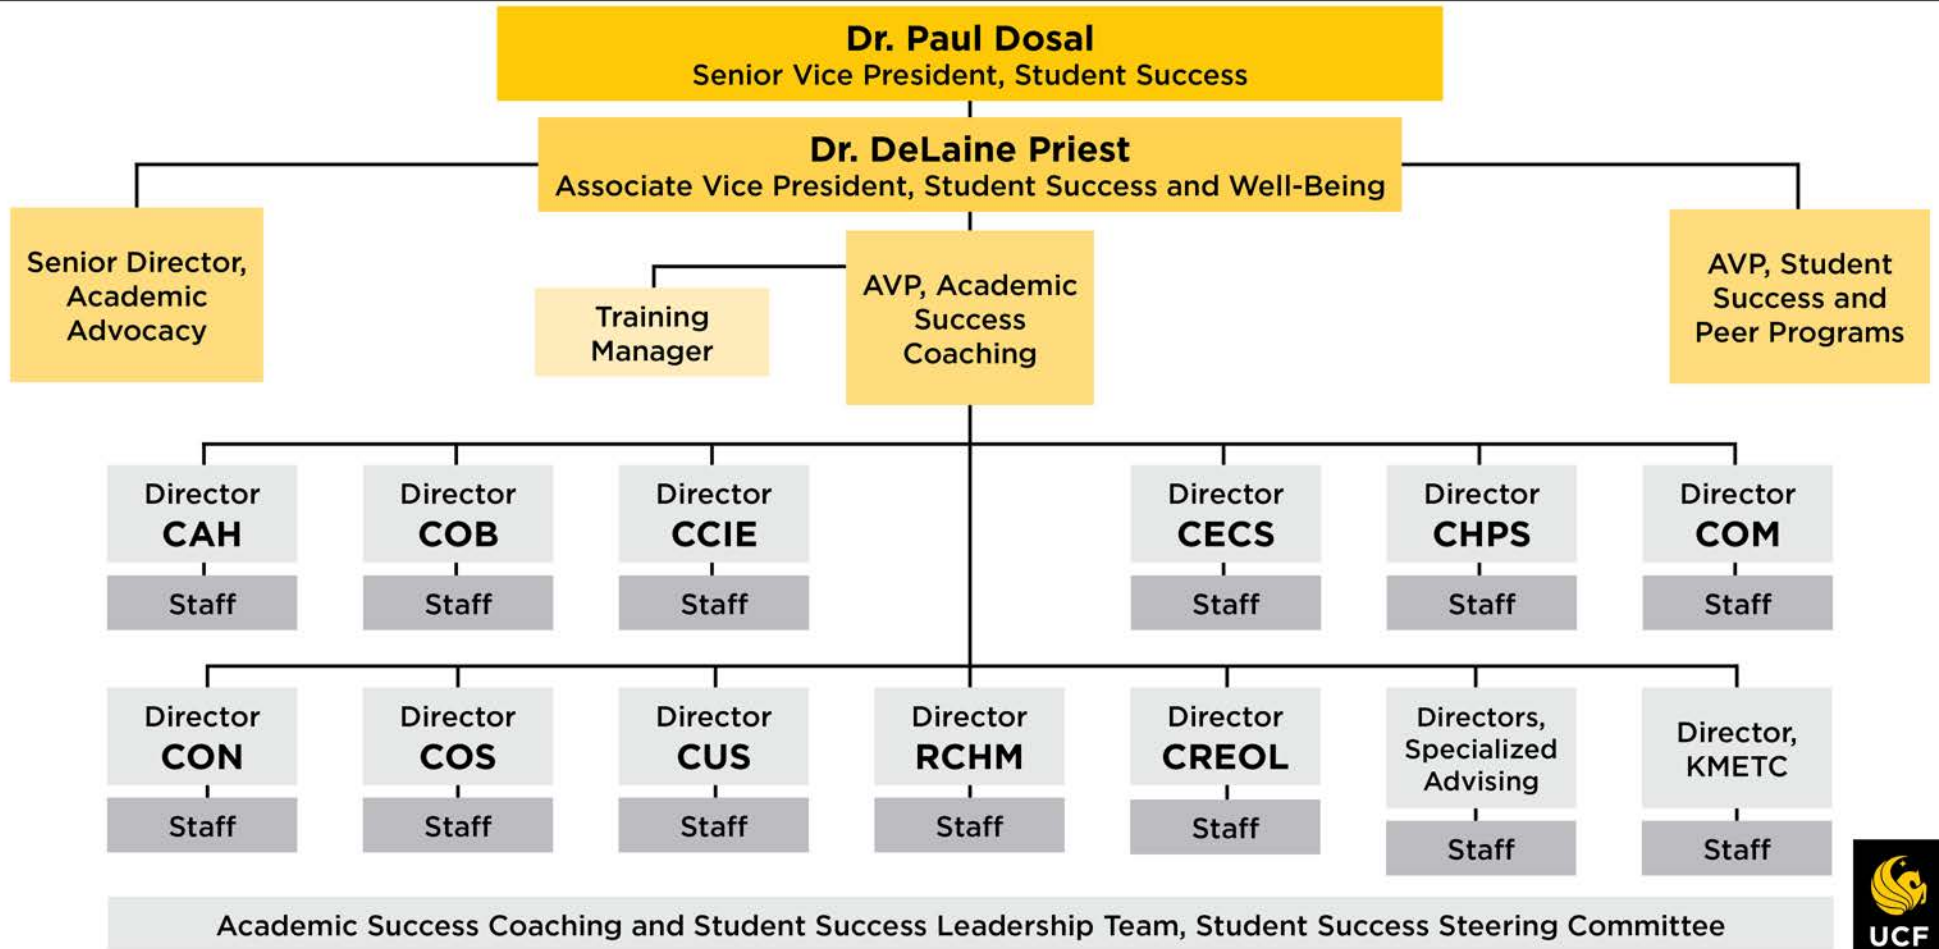 Dr. Paul Dosal
Senior Vice President, Student Success
Dr. DeLaine Priest
Associate Vice President, Student Success and Well-Being
Senior Director,
Academic
Advocacy
Training
Manager
AVP, Academic
Success
Coaching
AVP, Student
Success and
Peer Programs
Director
CAH
Staff
Director
COB
Staff
Director
CCIE
Staff
Director
CECS
Staff
Director
CHPS
Staff
Director
COM
Staff
Director
CON
Staff
Director
COS
Staff
Director
CUS
Staff
Director
RCHM
Staff
Director
CREOL
Staff
Directors,
Specialized
Advising
Staff
Director,
KMETC
Staff
Academic Success Coaching and Student Success Leadership Team, Student Success Steering Committee
UCF